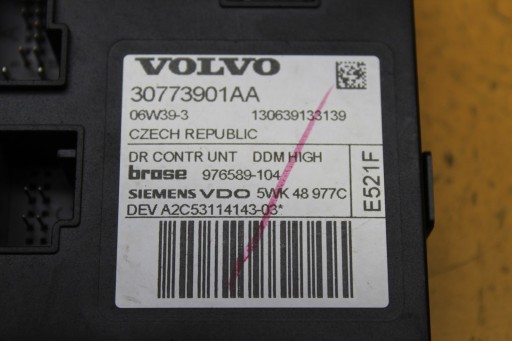 VOLVO
30773901AA
06W39-3 130639133139
CZECH REPUBLIC
DR CONTR UNT DDM HIGH
brose 976589-104
SIEMENS VDO 5WK 48 977C
DEV A2C53114143-03*
E521F